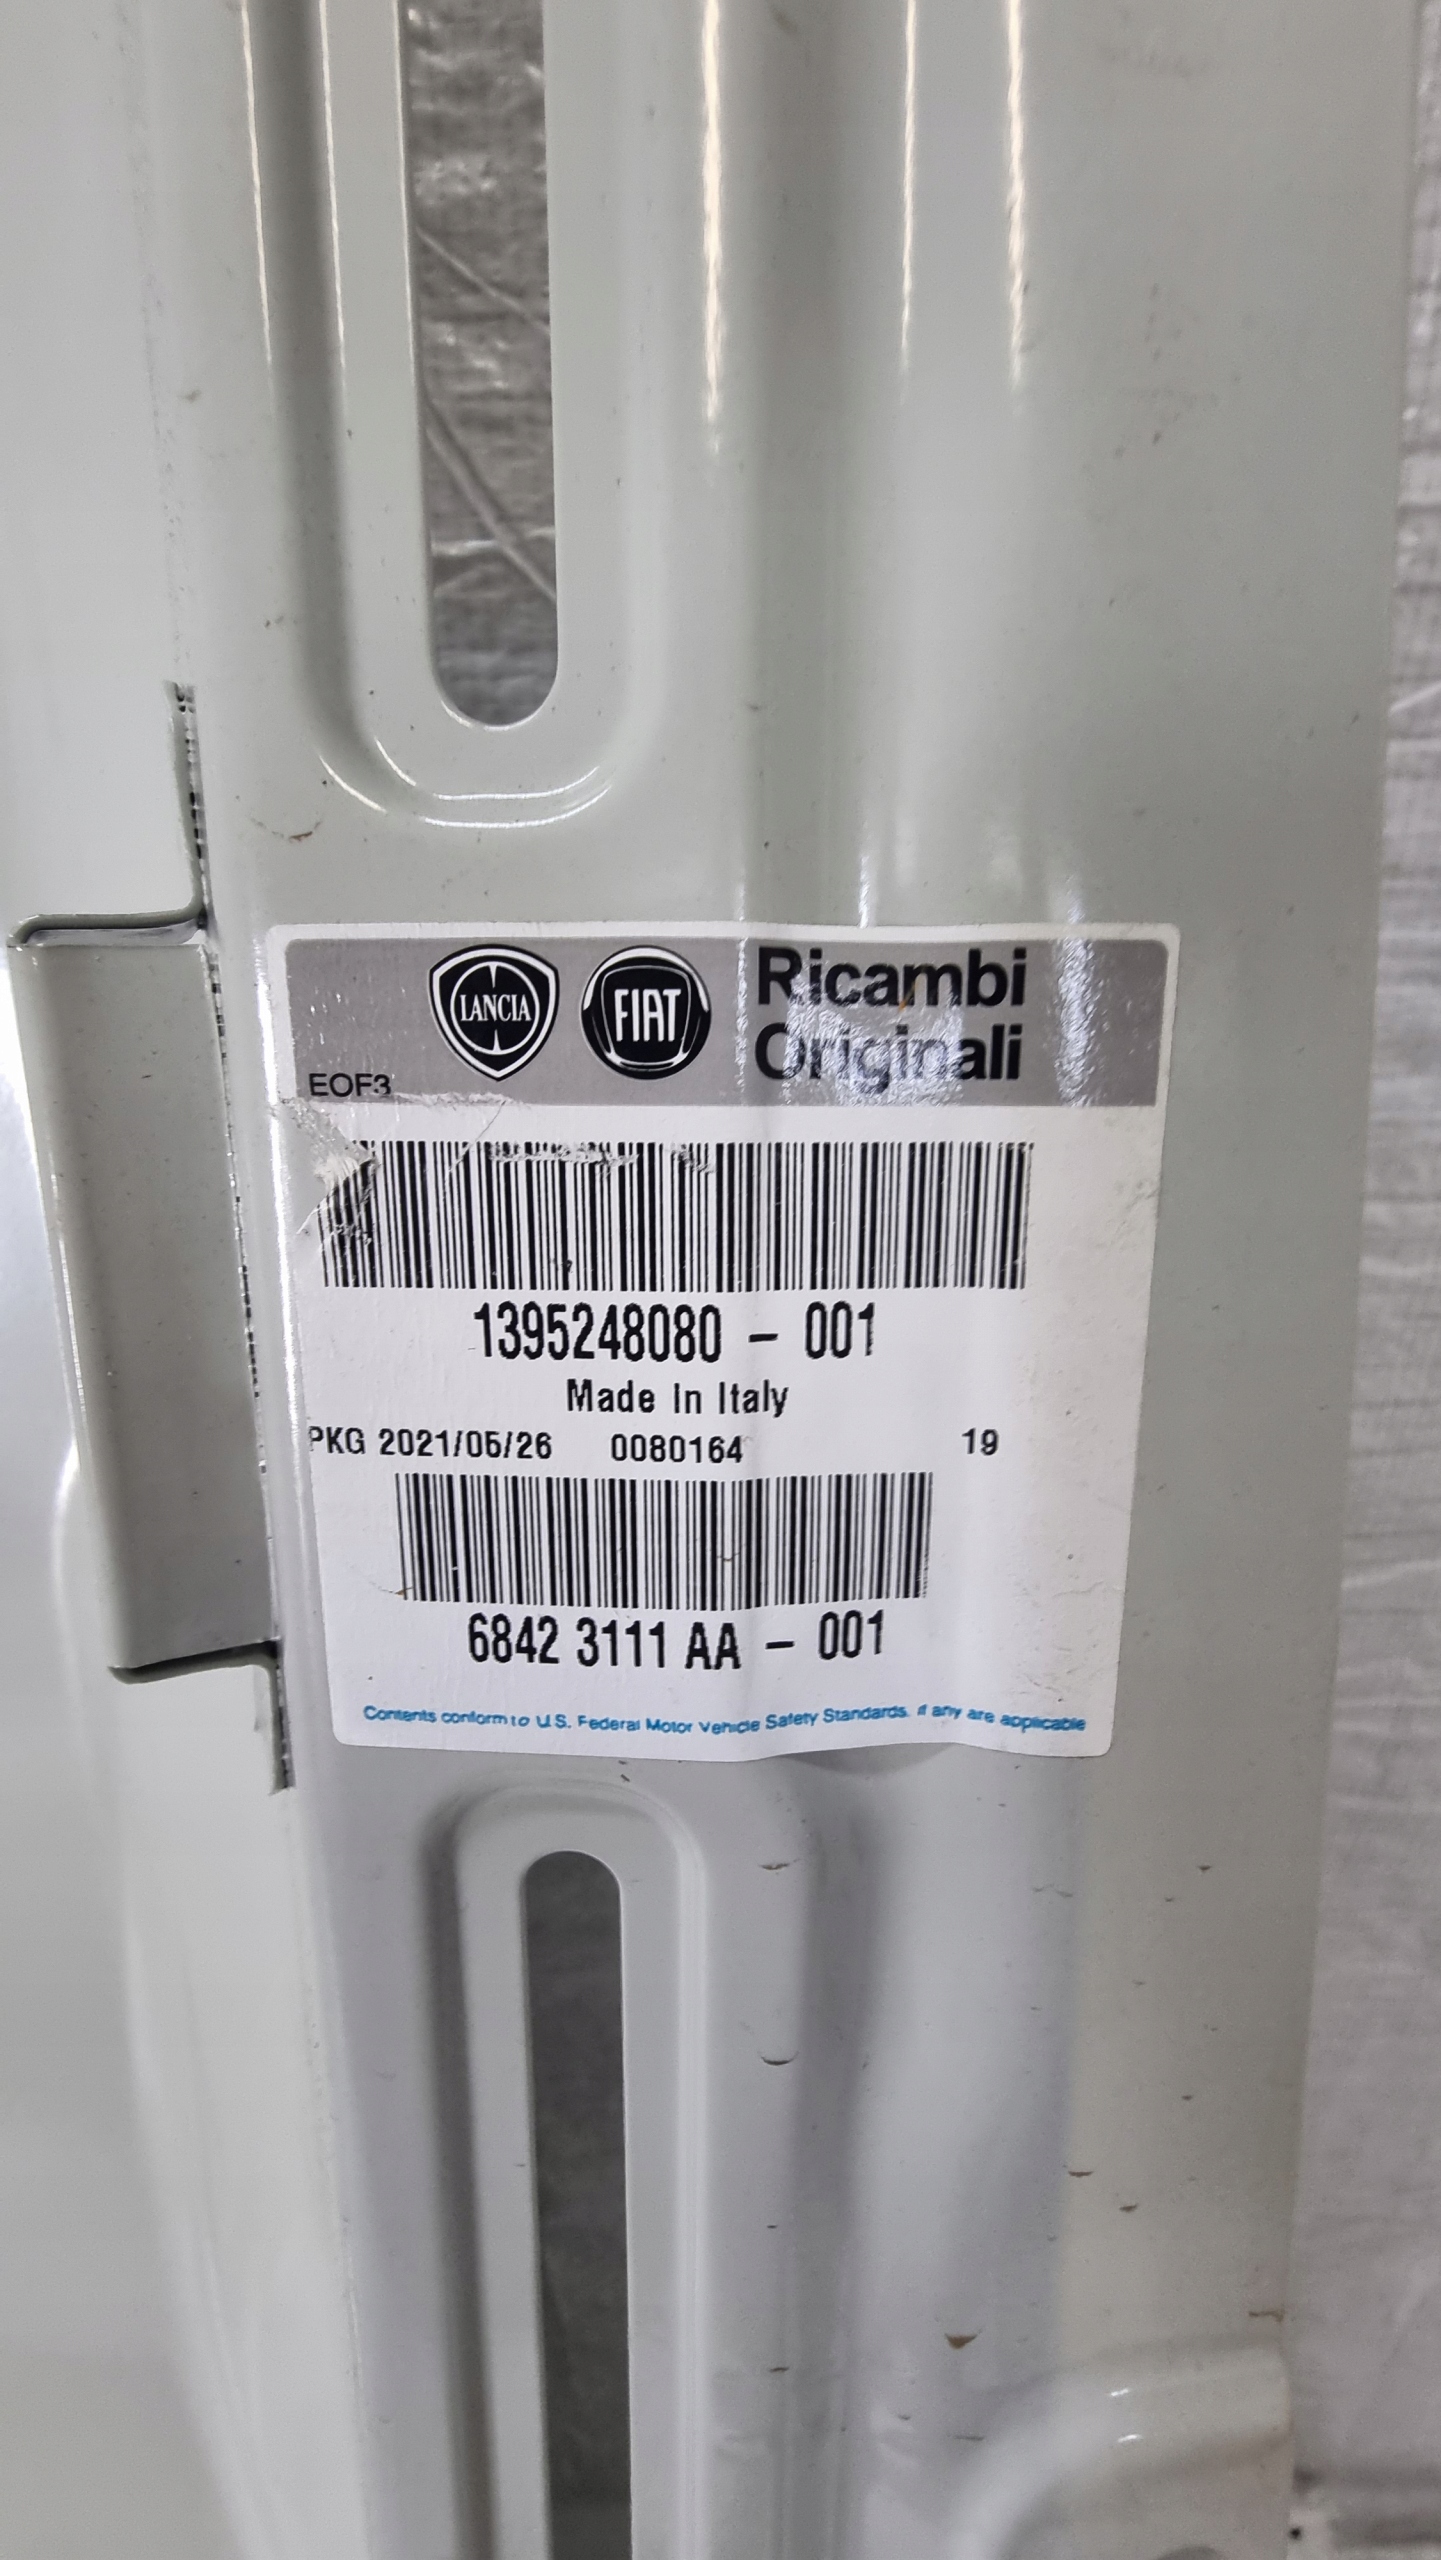 LANCIA
FIAT
Ricambi
Originali
EOF3
1395248080 - 001
Made In Italy
PKG 2021/05/26 0080164 19
6842 3111 AA - 001
Contents conform to U.S. Federal Motor Vehicle Safety Standards. if any are applicable